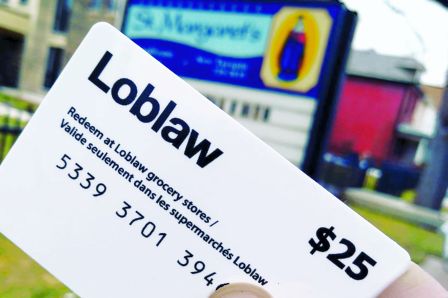 St. Margaret's
Loblaw
Redeem at Loblaw grocery stores /
Valide seulement dans les supermarchés Loblaw
5339 3701 394
$25